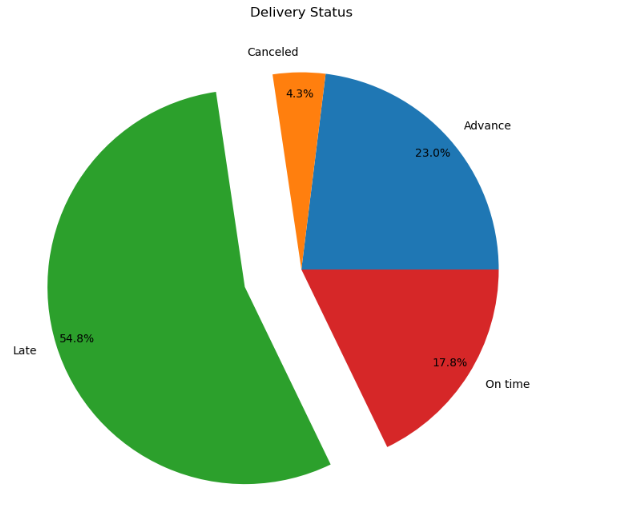 Delivery Status
Canceled
4.3%
Advance
23.0%
54.8%
Late
17.8%
On time